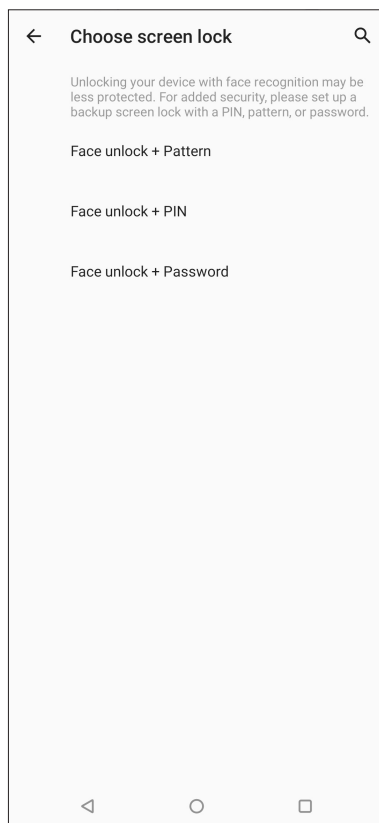 Choose screen lock
Unlocking your device with face recognition may be
less protected. For added security, please set up a
backup screen lock with a PIN, pattern, or password.
Face unlock + Pattern
Face unlock + PIN
Face unlock + Password